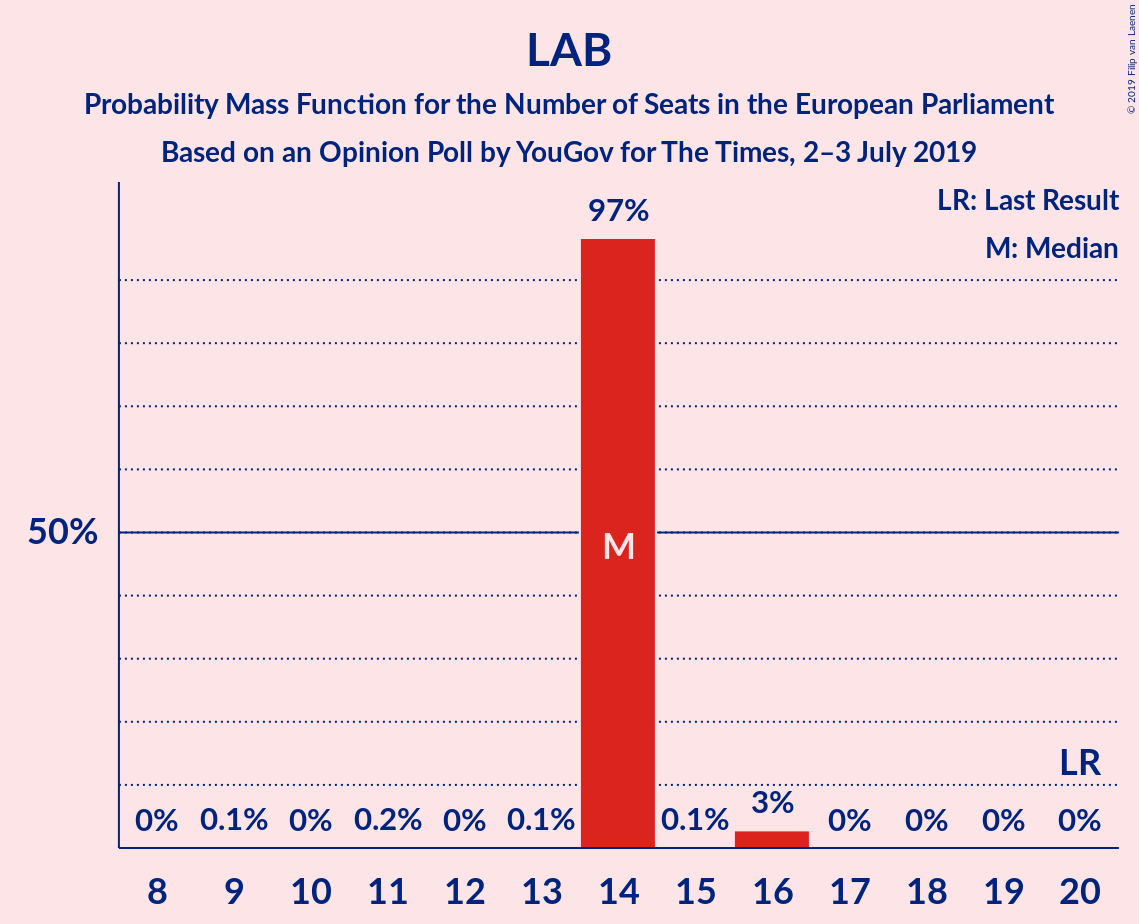 LAB
Probability Mass Function for the Number of Seats in the European Parliament
Based on an Opinion Poll by YouGov for The Times, 2–3 July 2019
© 2019 Filip van Laenen
LR: Last Result
M: Median
97%
50%
M
LR
0% 0.1% 0% 0.2% 0% 0.1% 0.1% 3% 0% 0% 0% 0%
8 9 10 11 12 13 14 15 16 17 18 19 20